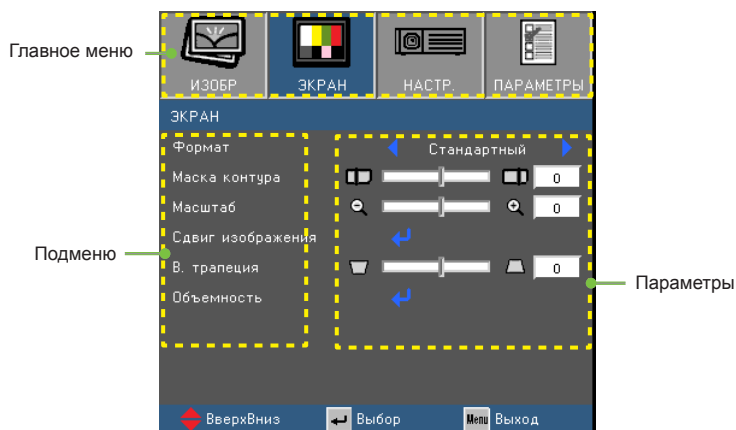 Главное меню
ИЗОБР ЭКРАН НАСТР. ПАРАМЕТРЫ
ЭКРАН
Формат Стандартный
Маска контура 0
Масштаб 0
Сдвиг изображения
Подменю
В. трапеция 0
Параметры
Объемность
ВверхВниз Выбор Menu Выход